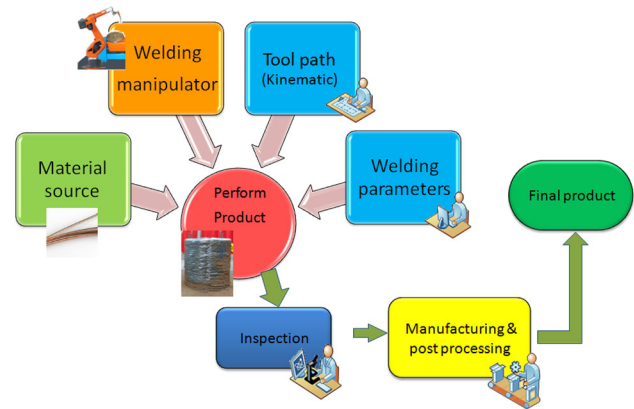 Welding
manipulator
Tool path
(Kinematic)
Material
source
Perform
Product
Welding
parameters
Final product
Inspection
Manufacturing &
post processing